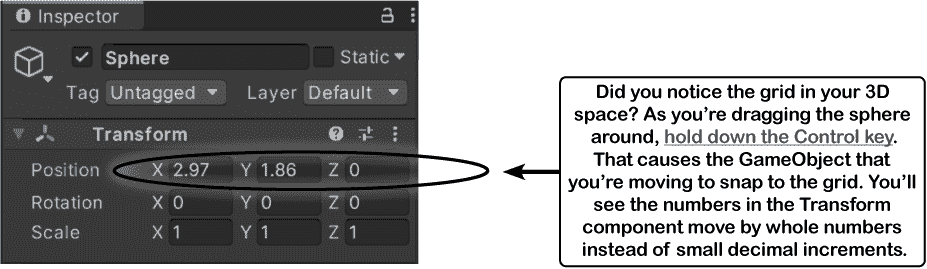 Inspector
Sphere Static
Tag Untagged Layer Default
Transform
Position X 2.97 Y 1.86 Z 0
Rotation X 0 Y 0 Z 0
Scale X 1 Y 1 Z 1
Did you notice the grid in your 3D
space? As you’re dragging the sphere
around, hold down the Control key.
That causes the GameObject that
you’re moving to snap to the grid. You’ll
see the numbers in the Transform
component move by whole numbers
instead of small decimal increments.